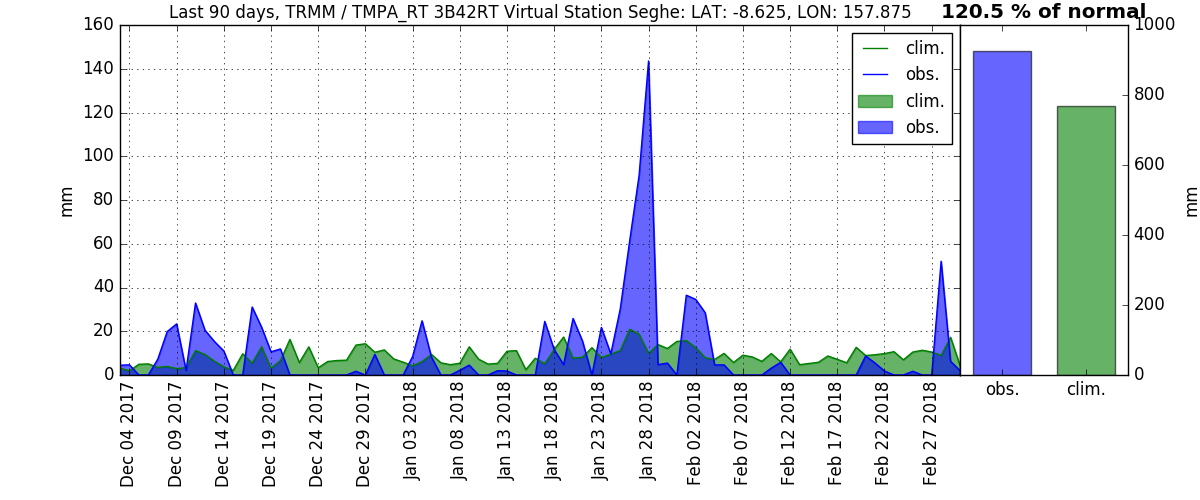 Last 90 days, TRMM / TMPA_RT 3B42RT Virtual Station Seghe: LAT: -8.625, LON: 157.875
120.5 % of normal
160
140
120
100
80
60
40
20
0
mm
clim.
obs.
clim.
obs.
1000
800
600
400
200
0
mm
Dec 04 2017
Dec 09 2017
Dec 14 2017
Dec 19 2017
Dec 24 2017
Dec 29 2017
Jan 03 2018
Jan 08 2018
Jan 13 2018
Jan 18 2018
Jan 23 2018
Jan 28 2018
Feb 02 2018
Feb 07 2018
Feb 12 2018
Feb 17 2018
Feb 22 2018
Feb 27 2018
obs.
clim.